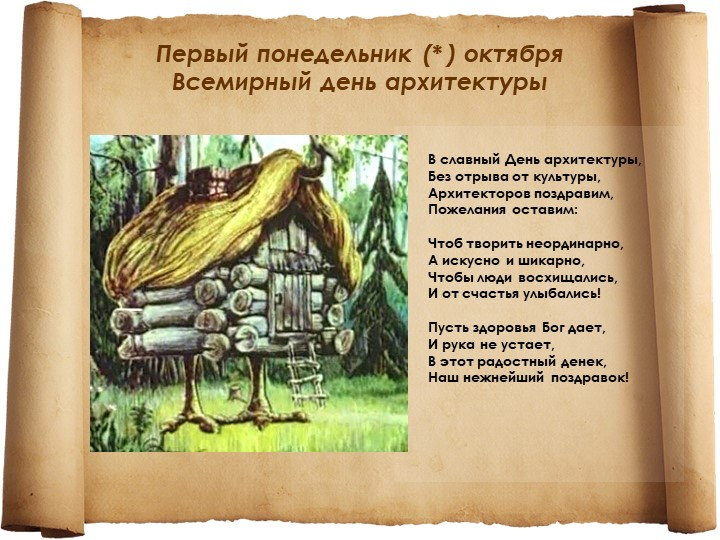 Первый понедельник (*) октября
Всемирный день архитектуры
В славный День архитектуры,
Без отрыва от культуры,
Архитекторов поздравим,
Пожелания оставим:
Чтоб творить неординарно,
А искусно и шикарно,
Чтобы люди восхищались,
И от счастья улыбались!
Пусть здоровья Бог дает,
И рука не устает,
В этот радостный денек,
Наш нежнейший поздравок!